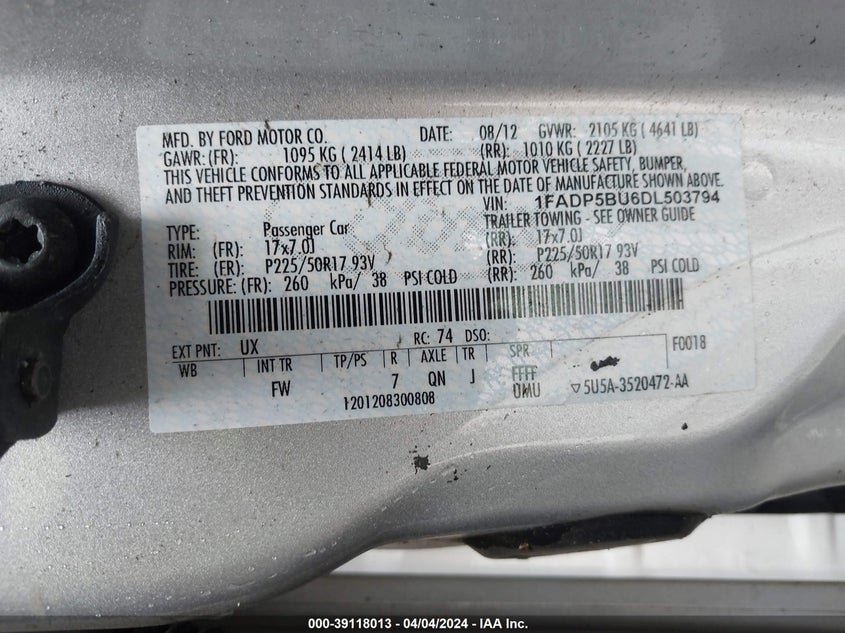 MFD. BY FORD MOTOR CO. DATE: 08/12 GVWR: 2105 KG ( 4641 LB)
GAWR: (FR): 1095 KG ( 2414 LB) (RR): 1010 KG ( 2227 LB)
THIS VEHICLE CONFORMS TO ALL APPLICABLE FEDERAL MOTOR VEHICLE SAFETY, BUMPER,
AND THEFT PREVENTION STANDARDS IN EFFECT ON THE DATE OF MANUFACTURE SHOWN ABOVE.
VIN: 1FADP5BU6DL503794
TRAILER TOWING - SEE OWNER GUIDE
TYPE: Passenger Car
RIM: (FR): 17x7.0J (RR): 17x7.0J
TIRE: (FR): P225/50R17 93V (RR): P225/50R17 93V
PRESSURE: (FR): 260 kPa/ 38 PSI COLD (RR): 260 kPa/ 38 PSI COLD
EXT PNT: UX RC: 74 DSO: F0018
WB INT TR TP/PS R AXLE TR SPR
FW 7 QN J FFFF
1201208300808 OMU ▽5U5A-3520472-AA
000-39118013 - 04/04/2024 - IAA Inc.